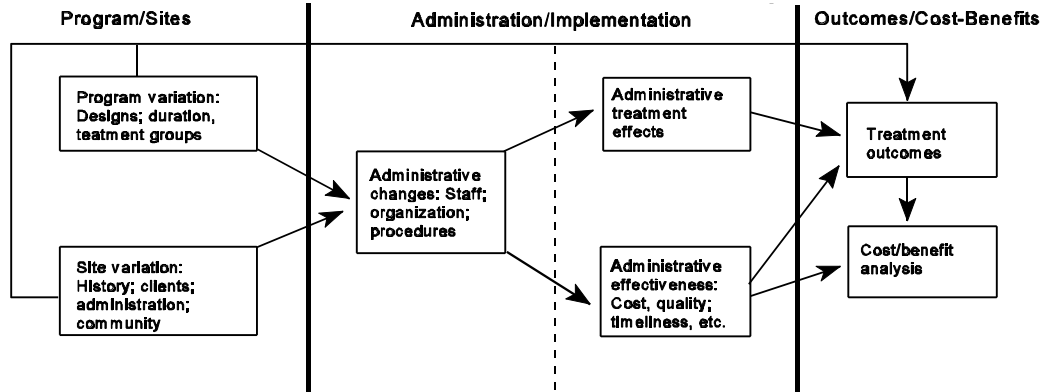 Program/Sites
Administration/Implementation
Outcomes/Cost-Benefits
Program variation:
Designs; duration,
teatment groups
Site variation:
History; clients;
administration;
community
Administrative
changes: Staff;
organization;
procedures
Administrative
treatment
effects
Administrative
effectiveness:
Cost, quality;
timeliness, etc.
Treatment
outcomes
Cost/benefit
analysis